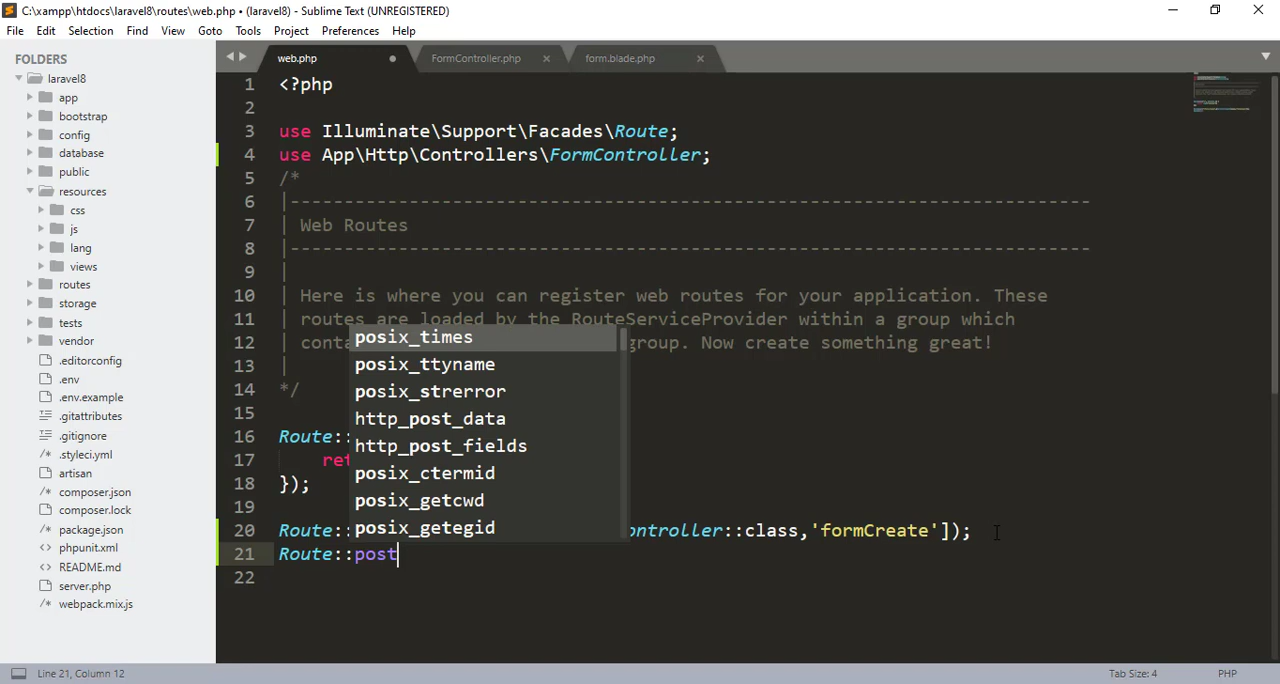 C:\xampp\htdocs\laravel8\routes\web.php • (laravel8) - Sublime Text (UNREGISTERED)
File Edit Selection Find View Goto Tools Project Preferences Help
FOLDERS
laravel8
app
bootstrap
config
database
public
resources
css
js
lang
views
routes
storage
tests
vendor
.editorconfig
.env
.env.example
.gitattributes
.gitignore
.styleci.yml
artisan
composer.json
composer.lock
package.json
phpunit.xml
README.md
server.php
webpack.mix.js
web.php FormController.php form.blade.php
1 <?php
2
3 use Illuminate\Support\Facades\Route;
4 use App\Http\Controllers\FormController;
5 /*
6 |--------------------------------------------------------------------------
7 | Web Routes
8 |--------------------------------------------------------------------------
9 |
10 | Here is where you can register web routes for your application. These
11 | routes are loaded by the RouteServiceProvider within a group which
12 | conta group. Now create something great!
13 |
14 */
15
16 Route::
17 ret
18 });
19
20 Route:: ontroller::class,'formCreate']);
21 Route::post
22
posix_times
posix_ttyname
posix_strerror
http_post_data
http_post_fields
posix_ctermid
posix_getcwd
posix_getegid
Line 21, Column 12 Tab Size: 4 PHP